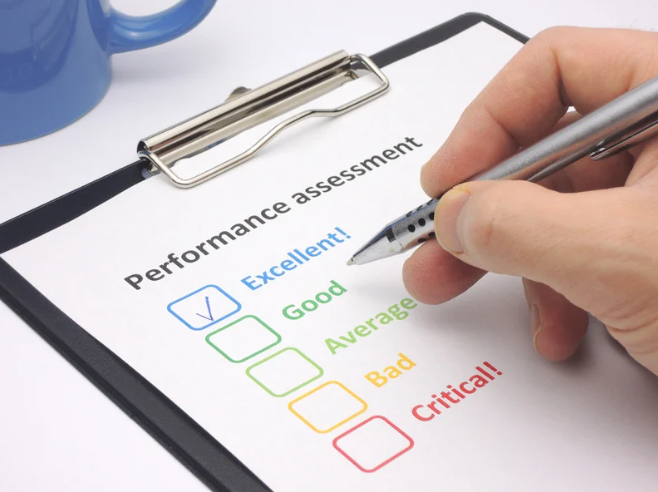 Performance assessment
Excellent!
Good
Average
Bad
Critical!